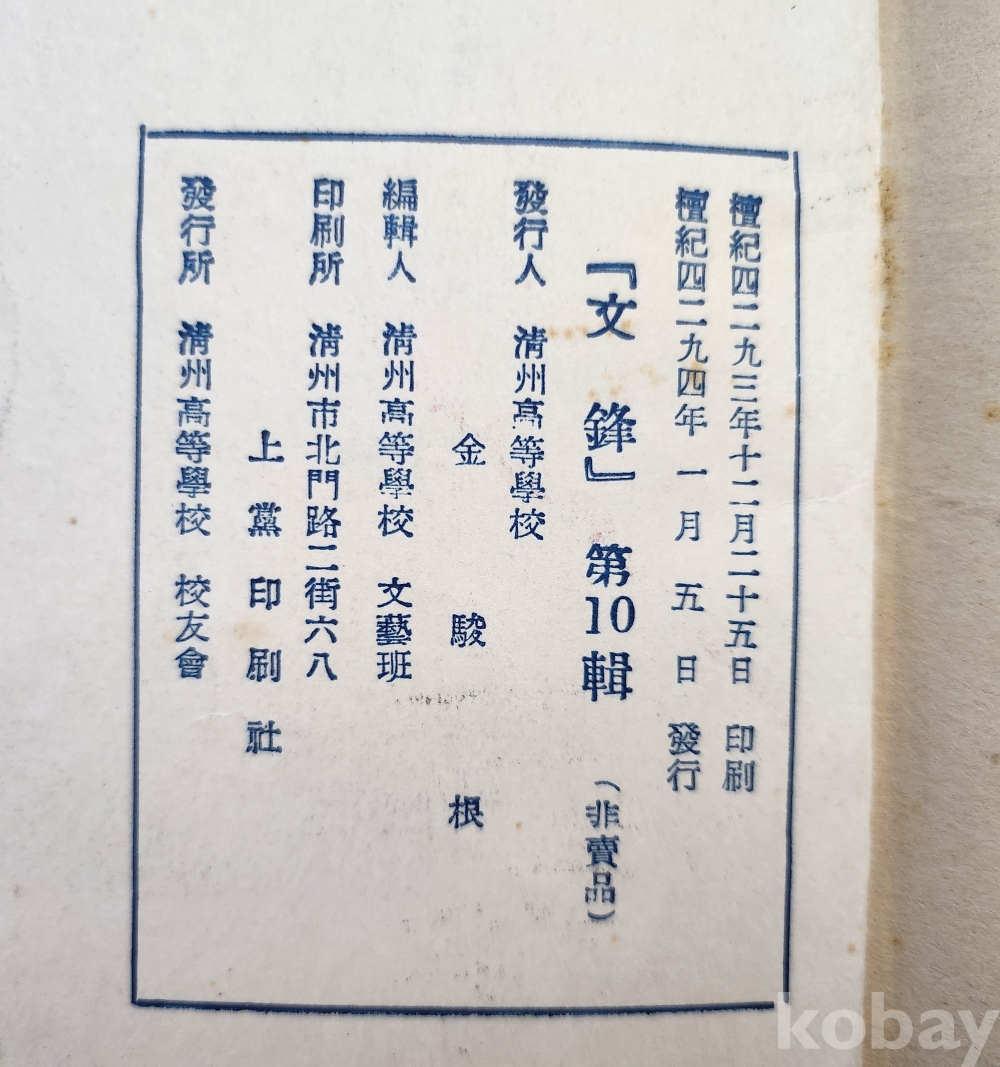 檀紀四二九三年十二月二十五日 印刷
檀紀四二九四年 一 月 五 日 發行
『文 鋒』 第10輯 (非賣品)
發行人 淸州高等學校
金 駿 根
編輯人 淸州高等學校 文藝班
印刷所 淸州市北門路二街六八
上黨印刷社
發行所 淸州高等學校 校友會
kobay